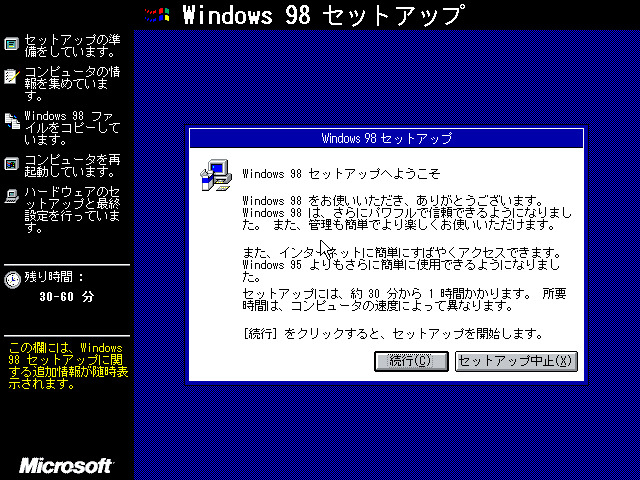 Windows 98 セットアップ
セットアップの準
備をしています。
コンピュータの情
報を集めていま
す。
Windows 98 ファ
イルをコピーして
います。
コンピュータを再
起動しています。
ハードウェアのセ
ットアップと最終
設定を行っていま
す。
残り時間：
30-60 分
この欄には、Windows
98 セットアップに関
する追加情報が随時表
示されます。
Microsoft
Windows 98 セットアップ
Windows 98 セットアップへようこそ
Windows 98 をお使いいただき、ありがとうございます。
Windows 98 は、さらにパワフルで信頼できるようになりまし
た。 また、管理も簡単でより楽しくお使いいただけます。
また、インターネットに簡単にすばやくアクセスできます。
Windows 95 よりもさらに簡単に使用できるようになりまし
た。
セットアップには、約 30 分から 1 時間かかります。 所要
時間は、コンピュータの速度によって異なります。
[続行] をクリックすると、セットアップを開始します。
続行(C)
セットアップ中止(X)